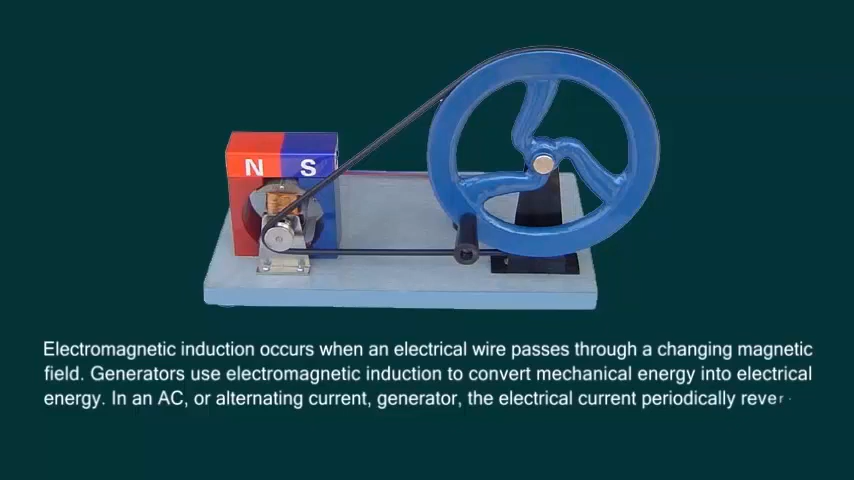 N S
Electromagnetic induction occurs when an electrical wire passes through a changing magnetic
field. Generators use electromagnetic induction to convert mechanical energy into electrical
energy. In an AC, or alternating current, generator, the electrical current periodically rever